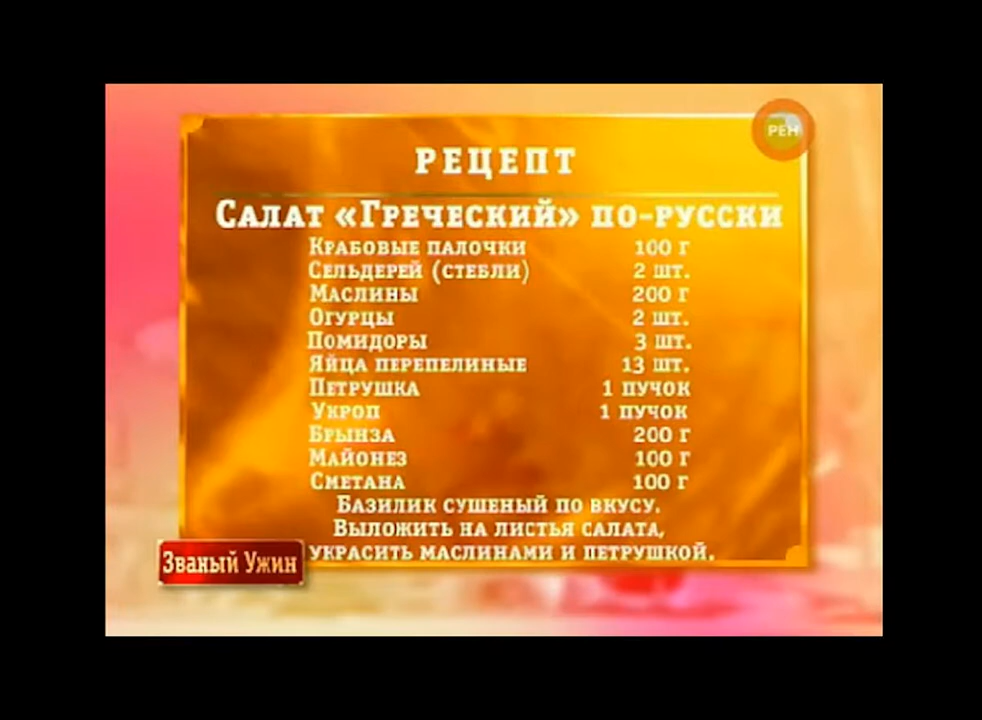 РЕН
РЕЦЕПТ
Салат «Греческий» по-русски
Крабовые палочки 100 г
Сельдерей (стебли) 2 шт.
Маслины 200 г
Огурцы 2 шт.
Помидоры 3 шт.
Яйца перепелиные 13 шт.
Петрушка 1 пучок
Укроп 1 пучок
Брынза 200 г
Майонез 100 г
Сметана 100 г
Базилик сушеный по вкусу.
Выложить на листья салата,
украсить маслинами и петрушкой.
Званый Ужин